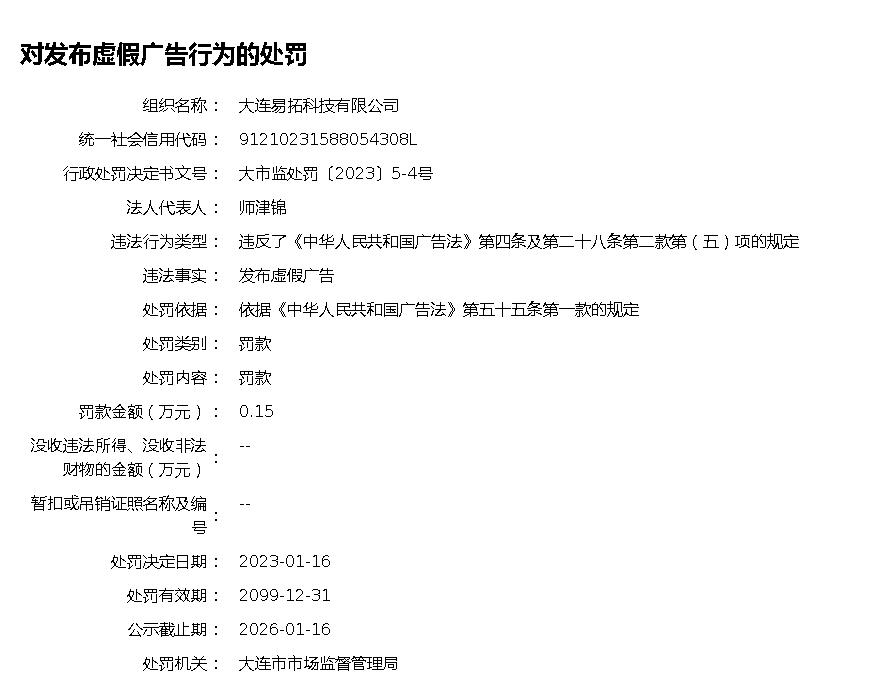 对发布虚假广告行为的处罚
组织名称： 大连易拓科技有限公司
统一社会信用代码： 91210231588054308L
行政处罚决定书文号： 大市监处罚〔2023〕5-4号
法人代表人： 师津锦
违法行为类型： 违反了《中华人民共和国广告法》第四条及第二十八条第二款第（五）项的规定
违法事实： 发布虚假广告
处罚依据： 依据《中华人民共和国广告法》第五十五条第一款的规定
处罚类别： 罚款
处罚内容： 罚款
罚款金额（万元）： 0.15
没收违法所得、没收非法
财物的金额（万元）： --
暂扣或吊销证照名称及编
号： --
处罚决定日期： 2023-01-16
处罚有效期： 2099-12-31
公示截止期： 2026-01-16
处罚机关： 大连市市场监督管理局